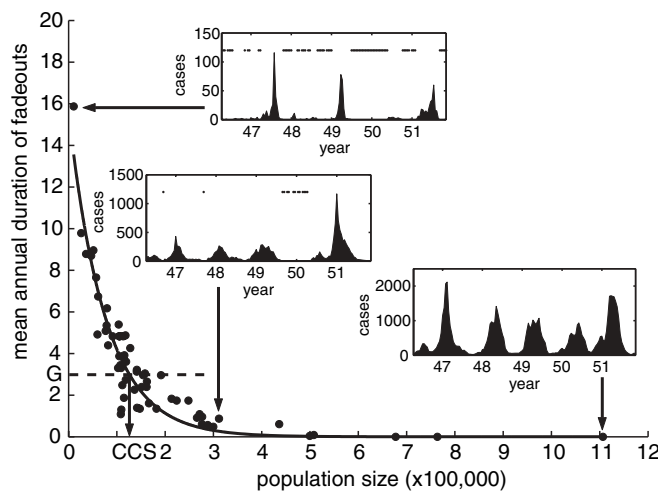 mean annual duration of fadeouts
20
18
16
14
12
10
8
6
4
G
2
0
0 CCS 2 3 4 5 6 7 8 9 10 11 12
population size (x100,000)
cases
150
100
50
0
47 48 49 50 51
year
cases
1500
1000
500
0
47 48 49 50 51
year
cases
2000
1000
0
47 48 49 50 51
year